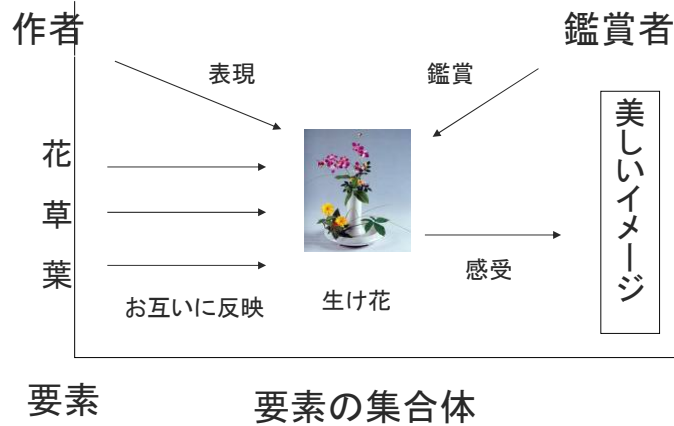 作者
鑑賞者
表現
鑑賞
花
草
葉
美しいイメージ
お互いに反映
生け花
感受
要素
要素の集合体